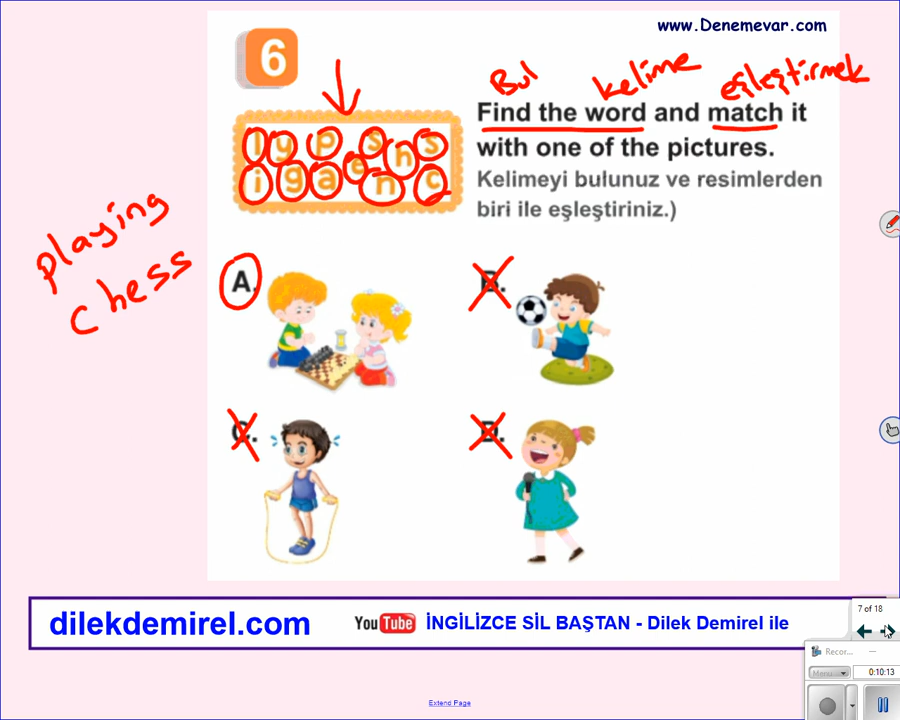 www.Denemevar.com
6
Bul kelime eşleştirmek
Find the word and match it
with one of the pictures.
Kelimeyi bulunuz ve resimlerden
biri ile eşleştiriniz.)
l y p s h s
i g a e n c
playing
chess
A.
B.
C.
D.
dilekdemirel.com
YouTube İNGİLİZCE SİL BAŞTAN - Dilek Demirel ile
7 of 18
Recor...
Menu
0:10:13
Extend Page